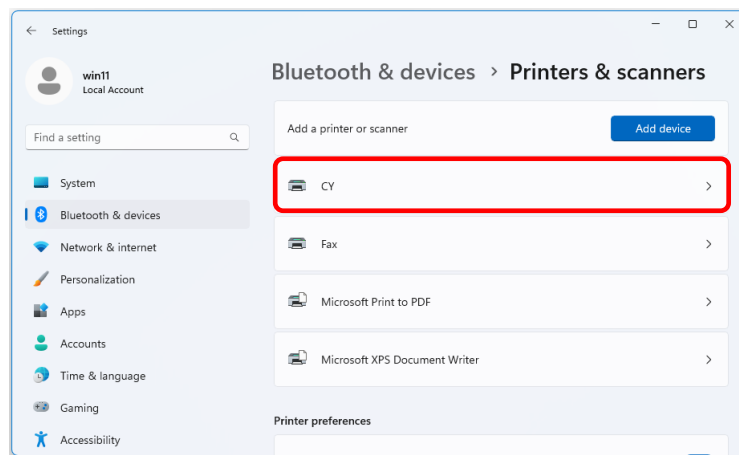 Settings
win11
Local Account
Find a setting
System
Bluetooth & devices
Network & internet
Personalization
Apps
Accounts
Time & language
Gaming
Accessibility
Bluetooth & devices > Printers & scanners
Add a printer or scanner
Add device
CY
Fax
Microsoft Print to PDF
Microsoft XPS Document Writer
Printer preferences